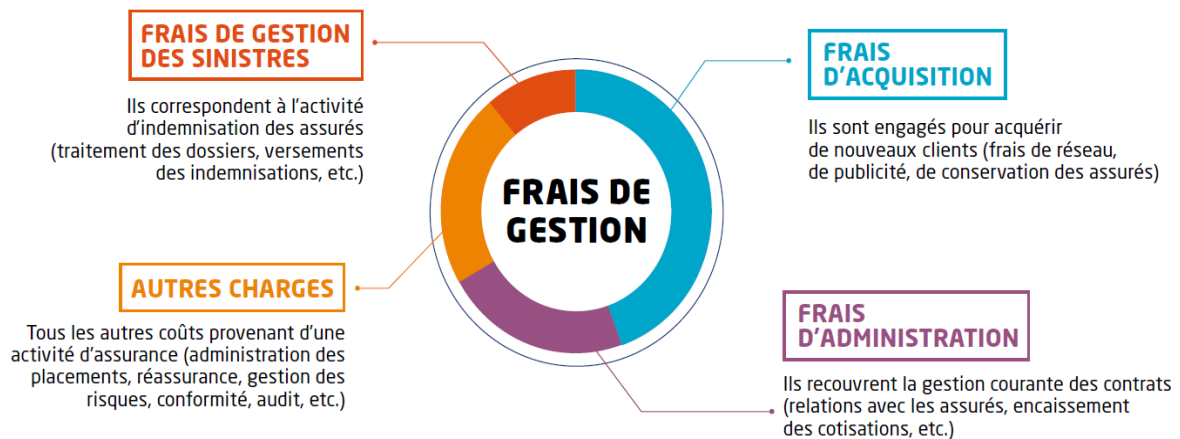 FRAIS DE GESTION
DES SINISTRES
Ils correspondent à l'activité
d'indemnisation des assurés
(traitement des dossiers, versements
des indemnisations, etc.)
FRAIS
D'ACQUISITION
Ils sont engagés pour acquérir
de nouveaux clients (frais de réseau,
de publicité, de conservation des assurés)
FRAIS DE
GESTION
AUTRES CHARGES
Tous les autres coûts provenant d'une
activité d'assurance (administration des
placements, réassurance, gestion des
risques, conformité, audit, etc.)
FRAIS
D'ADMINISTRATION
Ils recouvrent la gestion courante des contrats
(relations avec les assurés, encaissement
des cotisations, etc.)